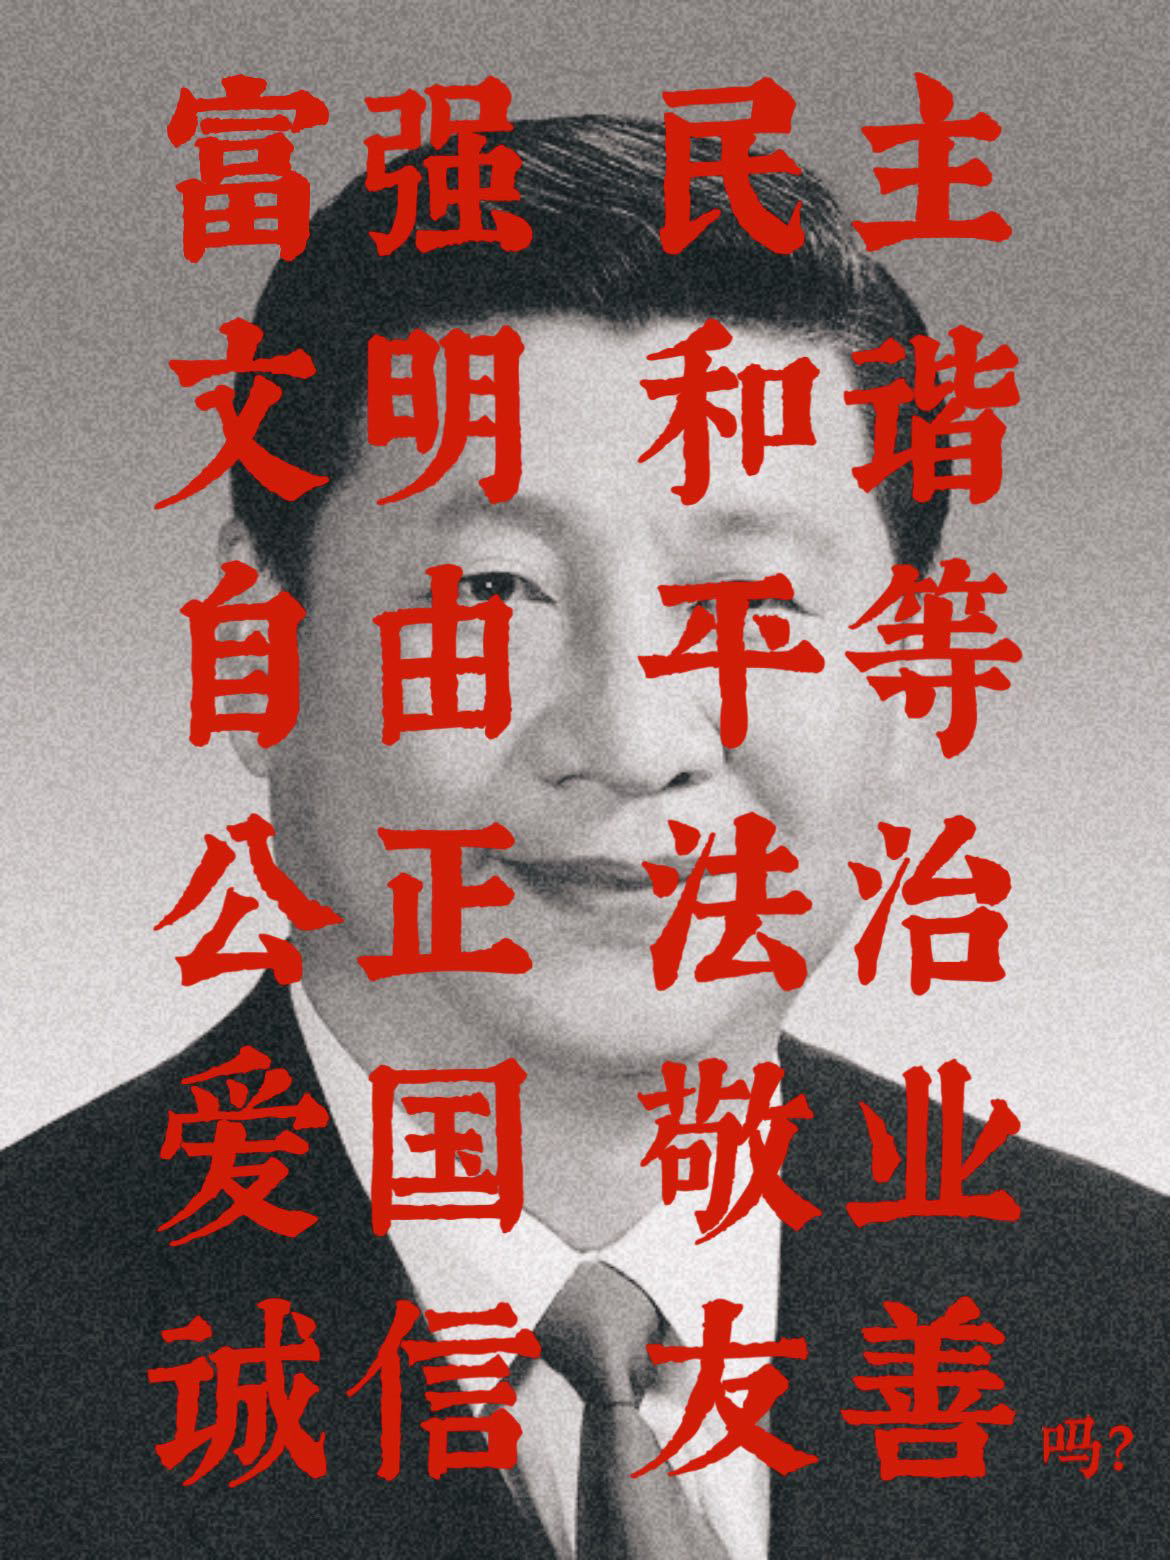 富强 民主
文明 和谐
自由 平等
公正 法治
爱国 敬业
诚信 友善 吗?